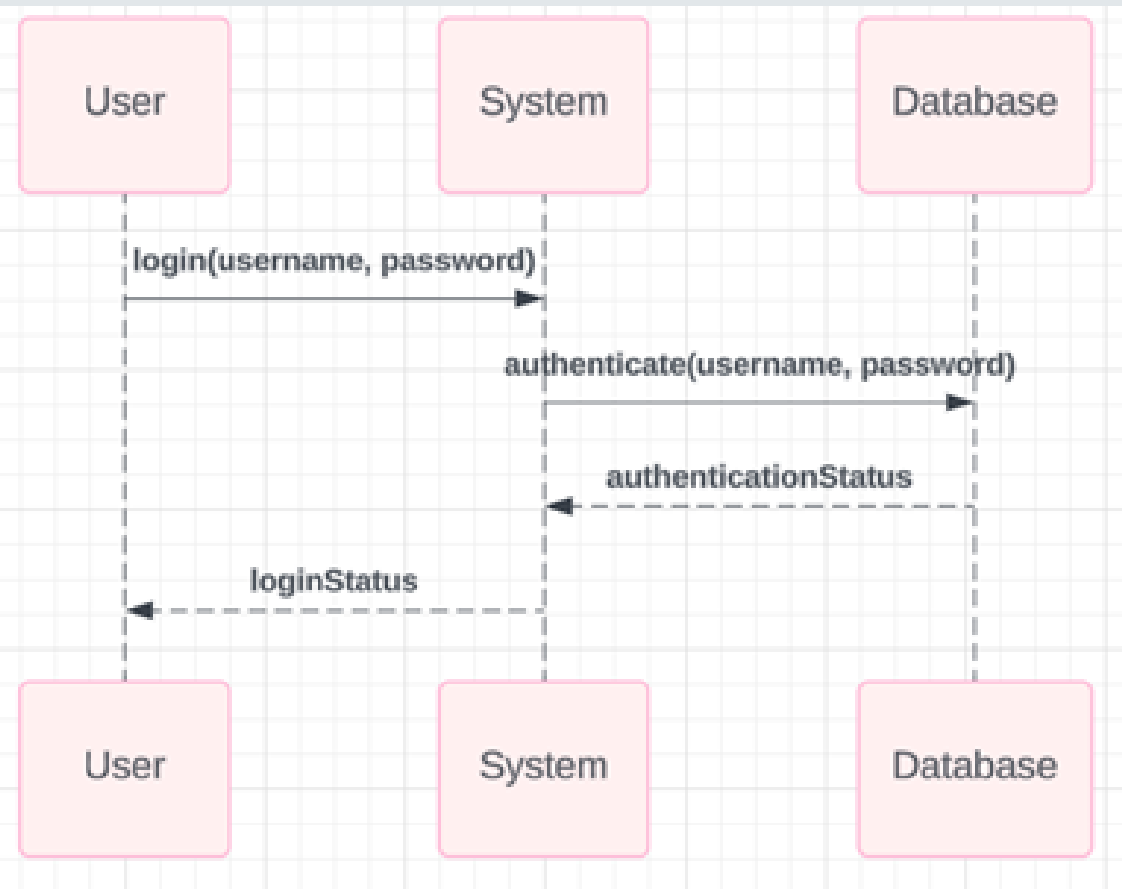 User
System
Database
login(username, password)
authenticate(username, password)
authenticationStatus
loginStatus
User
System
Database